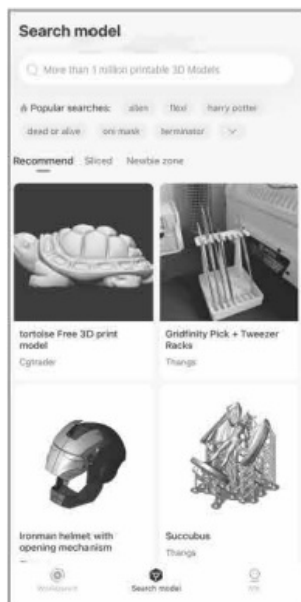 Search model
More than 1 million printable 3D Models
Popular searches: alien flexi harry potter
dead or alive oni mask terminator
Recommend Sliced Newbie zone
tortoise Free 3D print
model
Cgtrader
Gridfinity Pick + Tweezer
Racks
Thangs
Ironman helmet with
opening mechanism
Succubus
Thangs
Workspace Search model